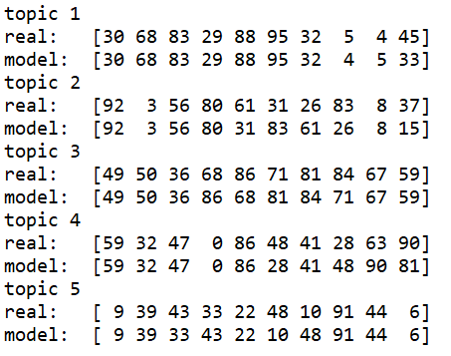 topic 1
real:   [30 68 83 29 88 95 32  5  4 45]
model:  [30 68 83 29 88 95 32  4  5 33]
topic 2
real:   [92  3 56 80 61 31 26 83  8 37]
model:  [92  3 56 80 31 83 61 26  8 15]
topic 3
real:   [49 50 36 68 86 71 81 84 67 59]
model:  [49 50 36 86 68 81 84 71 67 59]
topic 4
real:   [59 32 47  0 86 48 41 28 63 90]
model:  [59 32 47  0 86 28 41 48 90 81]
topic 5
real:   [ 9 39 43 33 22 48 10 91 44  6]
model:  [ 9 39 33 43 22 10 48 91 44  6]